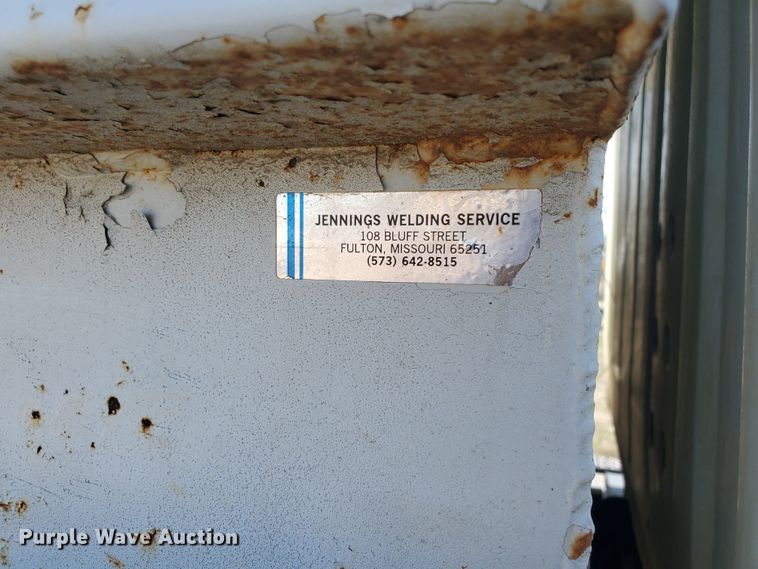 JENNINGS WELDING SERVICE
108 BLUFF STREET
FULTON, MISSOURI 65251
(573) 642-8515
Purple Wave Auction